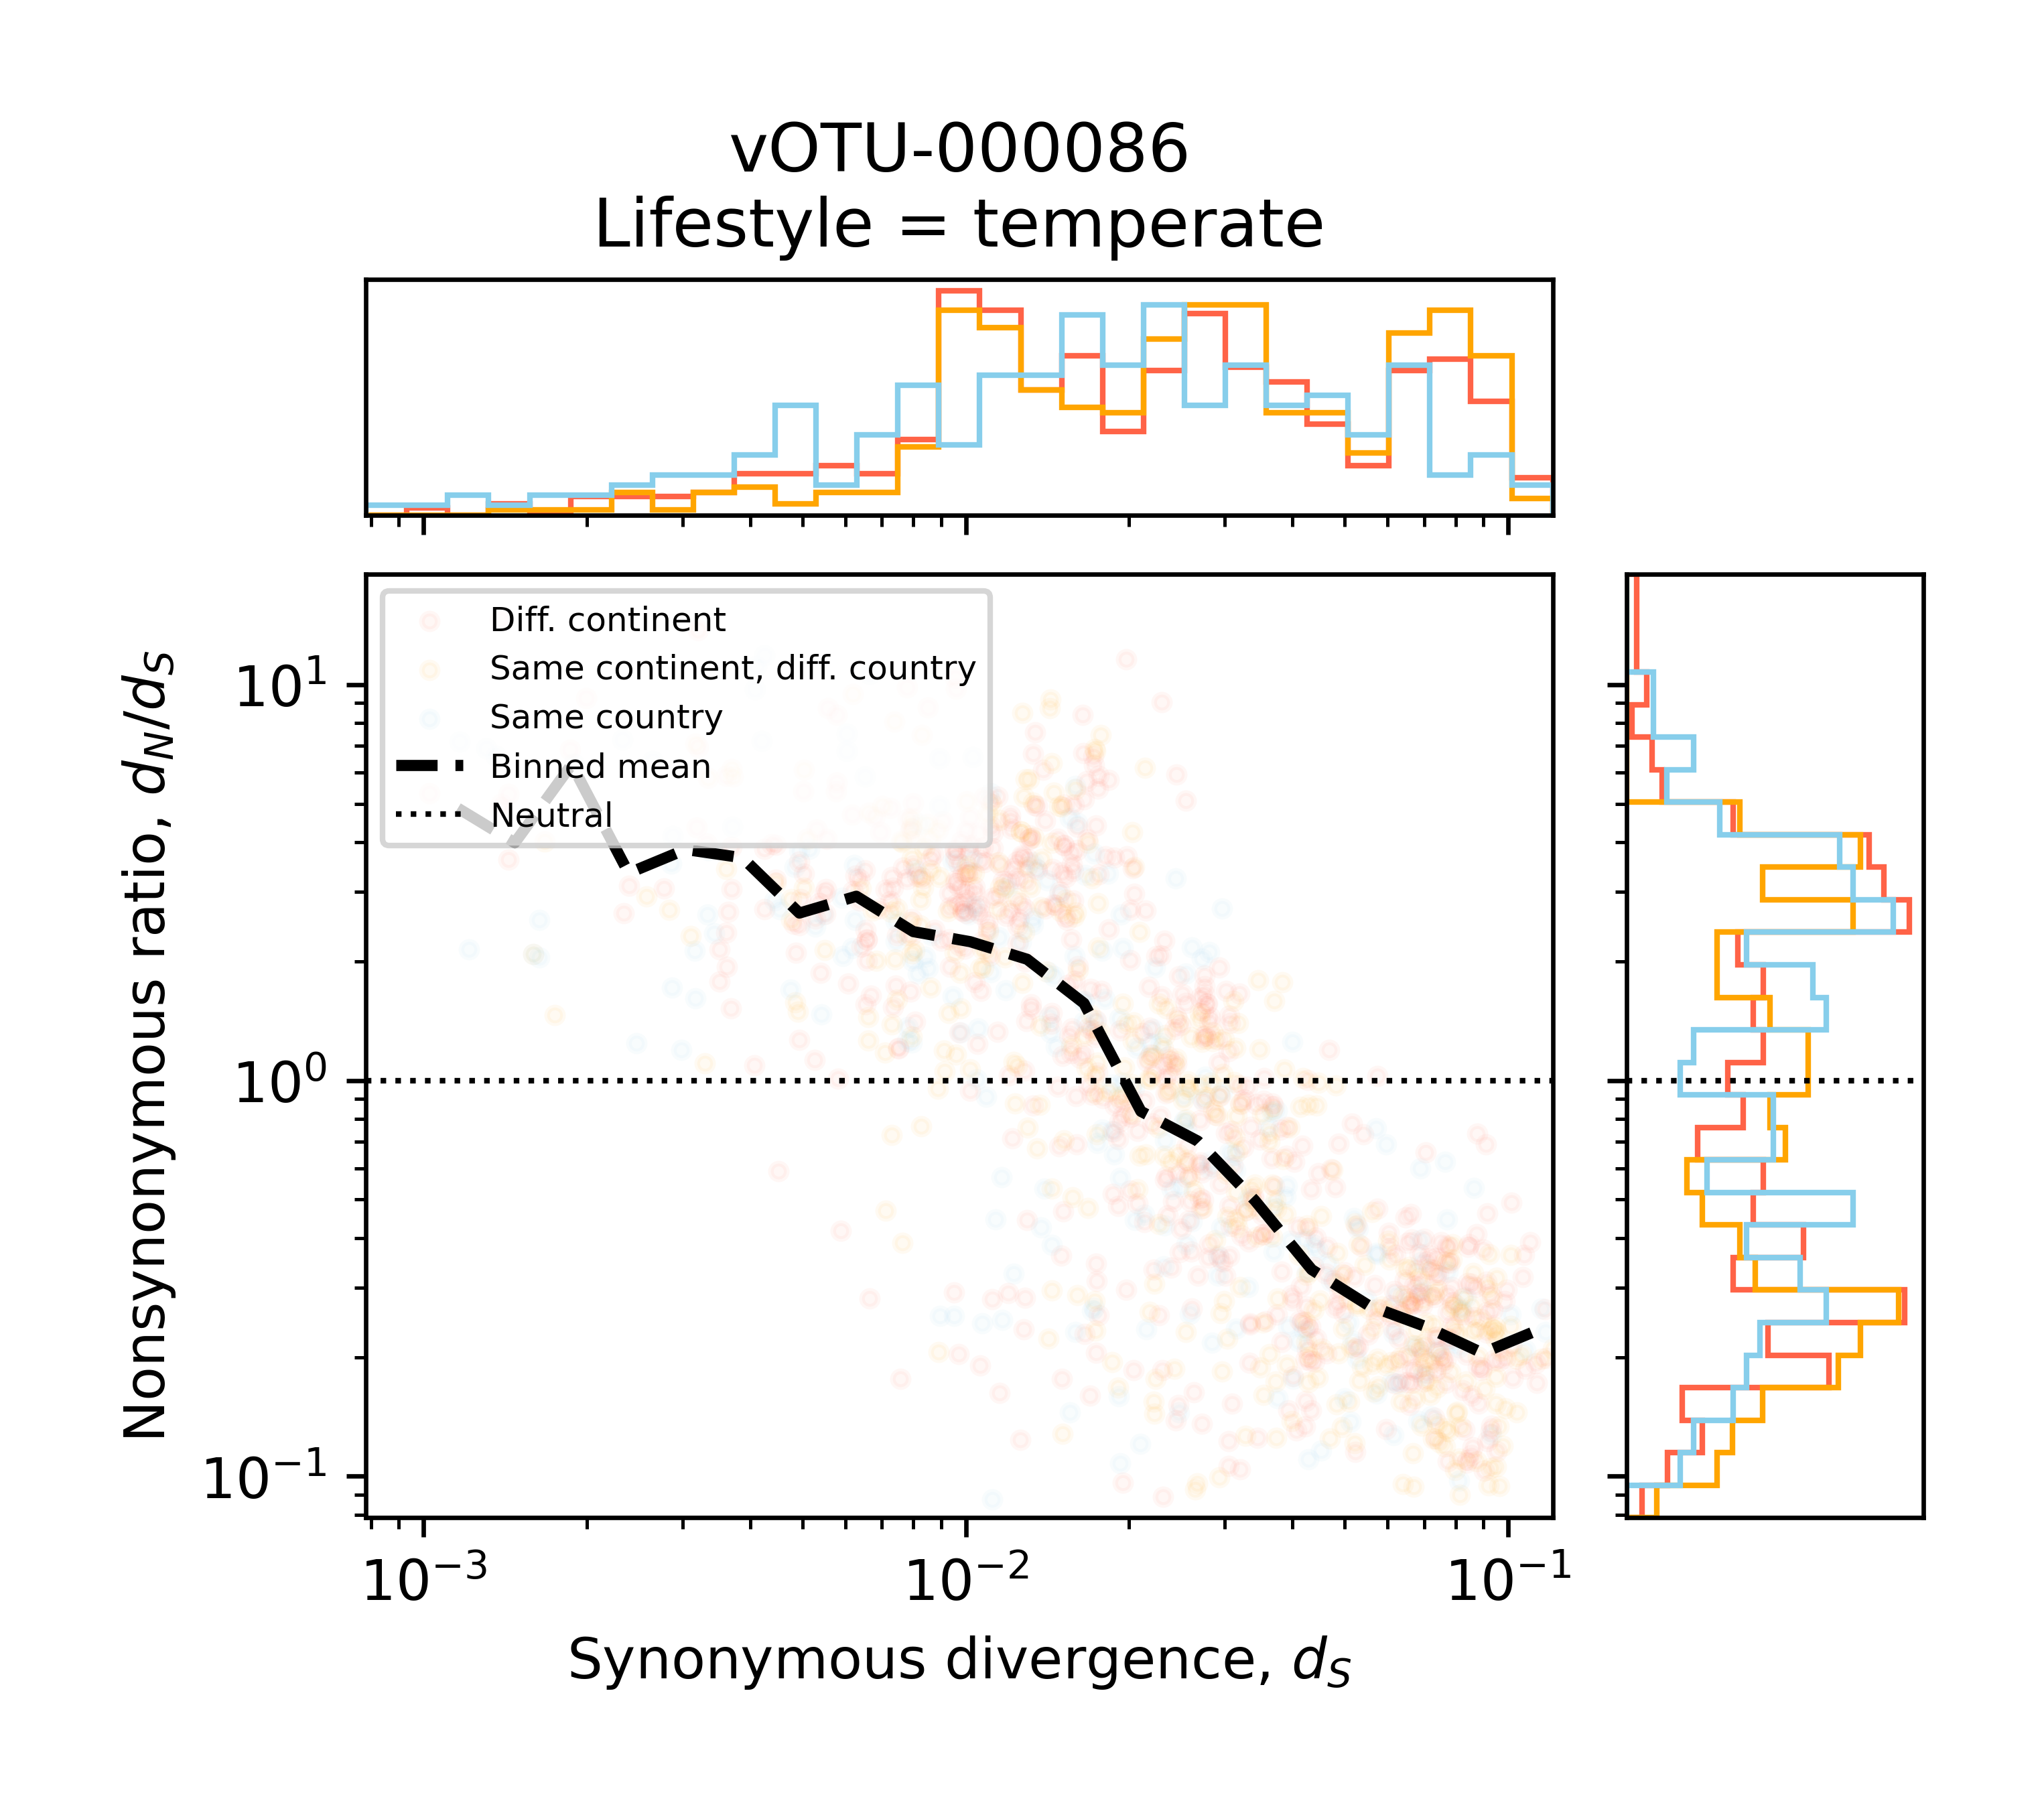 vOTU-000086
Lifestyle = temperate
Diff. continent
Same continent, diff. country
Same country
Binned mean
Neutral
Nonsynonymous ratio, d_N/d_S
10^1
10^0
10^{-1}
10^{-3}
10^{-2}
10^{-1}
Synonymous divergence, d_S